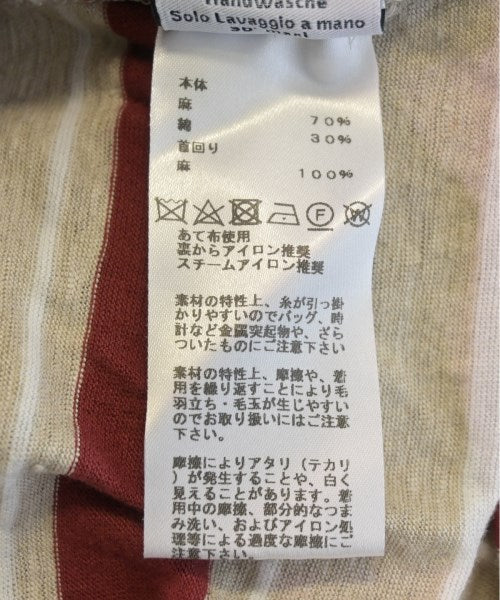 Handwäsche
Solo Lavaggio a mano
本体
麻
綿 70%
首回り 30%
麻 100%
F
W
あて布使用
裏からアイロン推奨
スチームアイロン推奨
素材の特性上、糸が引っ掛
かりやすいのでバッグ、時
計など金属突起物や、ざら
ついたものにご注意下さい
素材の特性上、摩擦や、着
用を繰り返すことにより毛
羽立ち・毛玉が生じやすい
のでお取り扱いにはご注意
下さい。
摩擦によりアタリ(テカリ
)が発生することや、白く
見えることがあります。着
用中の摩擦、部分的なつま
み洗い、およびアイロン処
理等による過度な摩擦にご
注意下さい。